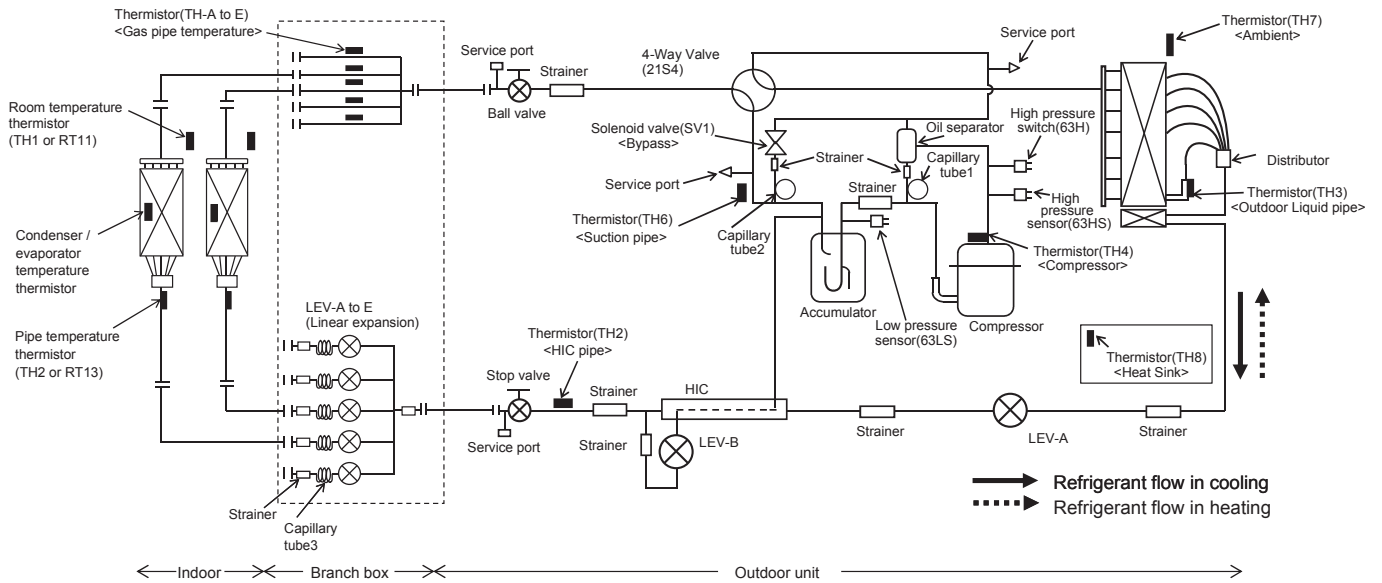 Thermistor(TH-A to E)
<Gas pipe temperature>
Service port
Strainer
Ball valve
4-Way Valve
(21S4)
Service port
Thermistor(TH7)
<Ambient>
Room temperature
thermistor
(TH1 or RT11)
Solenoid valve(SV1)
<Bypass>
Oil separator
High pressure
switch(63H)
Strainer
Capillary
tube1
Distributor
Service port
Strainer
High
pressure
sensor(63HS)
Thermistor(TH3)
<Outdoor Liquid pipe>
Thermistor(TH6)
<Suction pipe>
Capillary
tube2
Thermistor(TH4)
<Compressor>
Condenser /
evaporator
temperature
thermistor
Accumulator
Compressor
Low pressure
sensor(63LS)
LEV-A to E
(Linear expansion)
Pipe temperature
thermistor
(TH2 or RT13)
Thermistor(TH2)
<HIC pipe>
Thermistor(TH8)
<Heat Sink>
Stop valve
Strainer
HIC
Service port
Strainer
LEV-B
Strainer
LEV-A
Strainer
Refrigerant flow in cooling
Refrigerant flow in heating
Strainer
Capillary
tube3
Indoor
Branch box
Outdoor unit